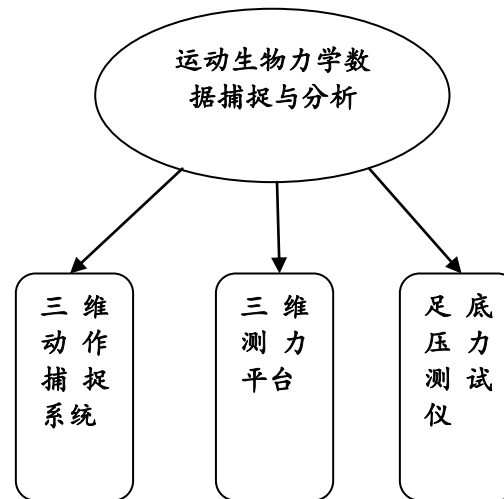 运动生物力学数
据捕捉与分析
三维
动作
捕捉
系统
三维
测力
平台
足底
压力
测试
仪